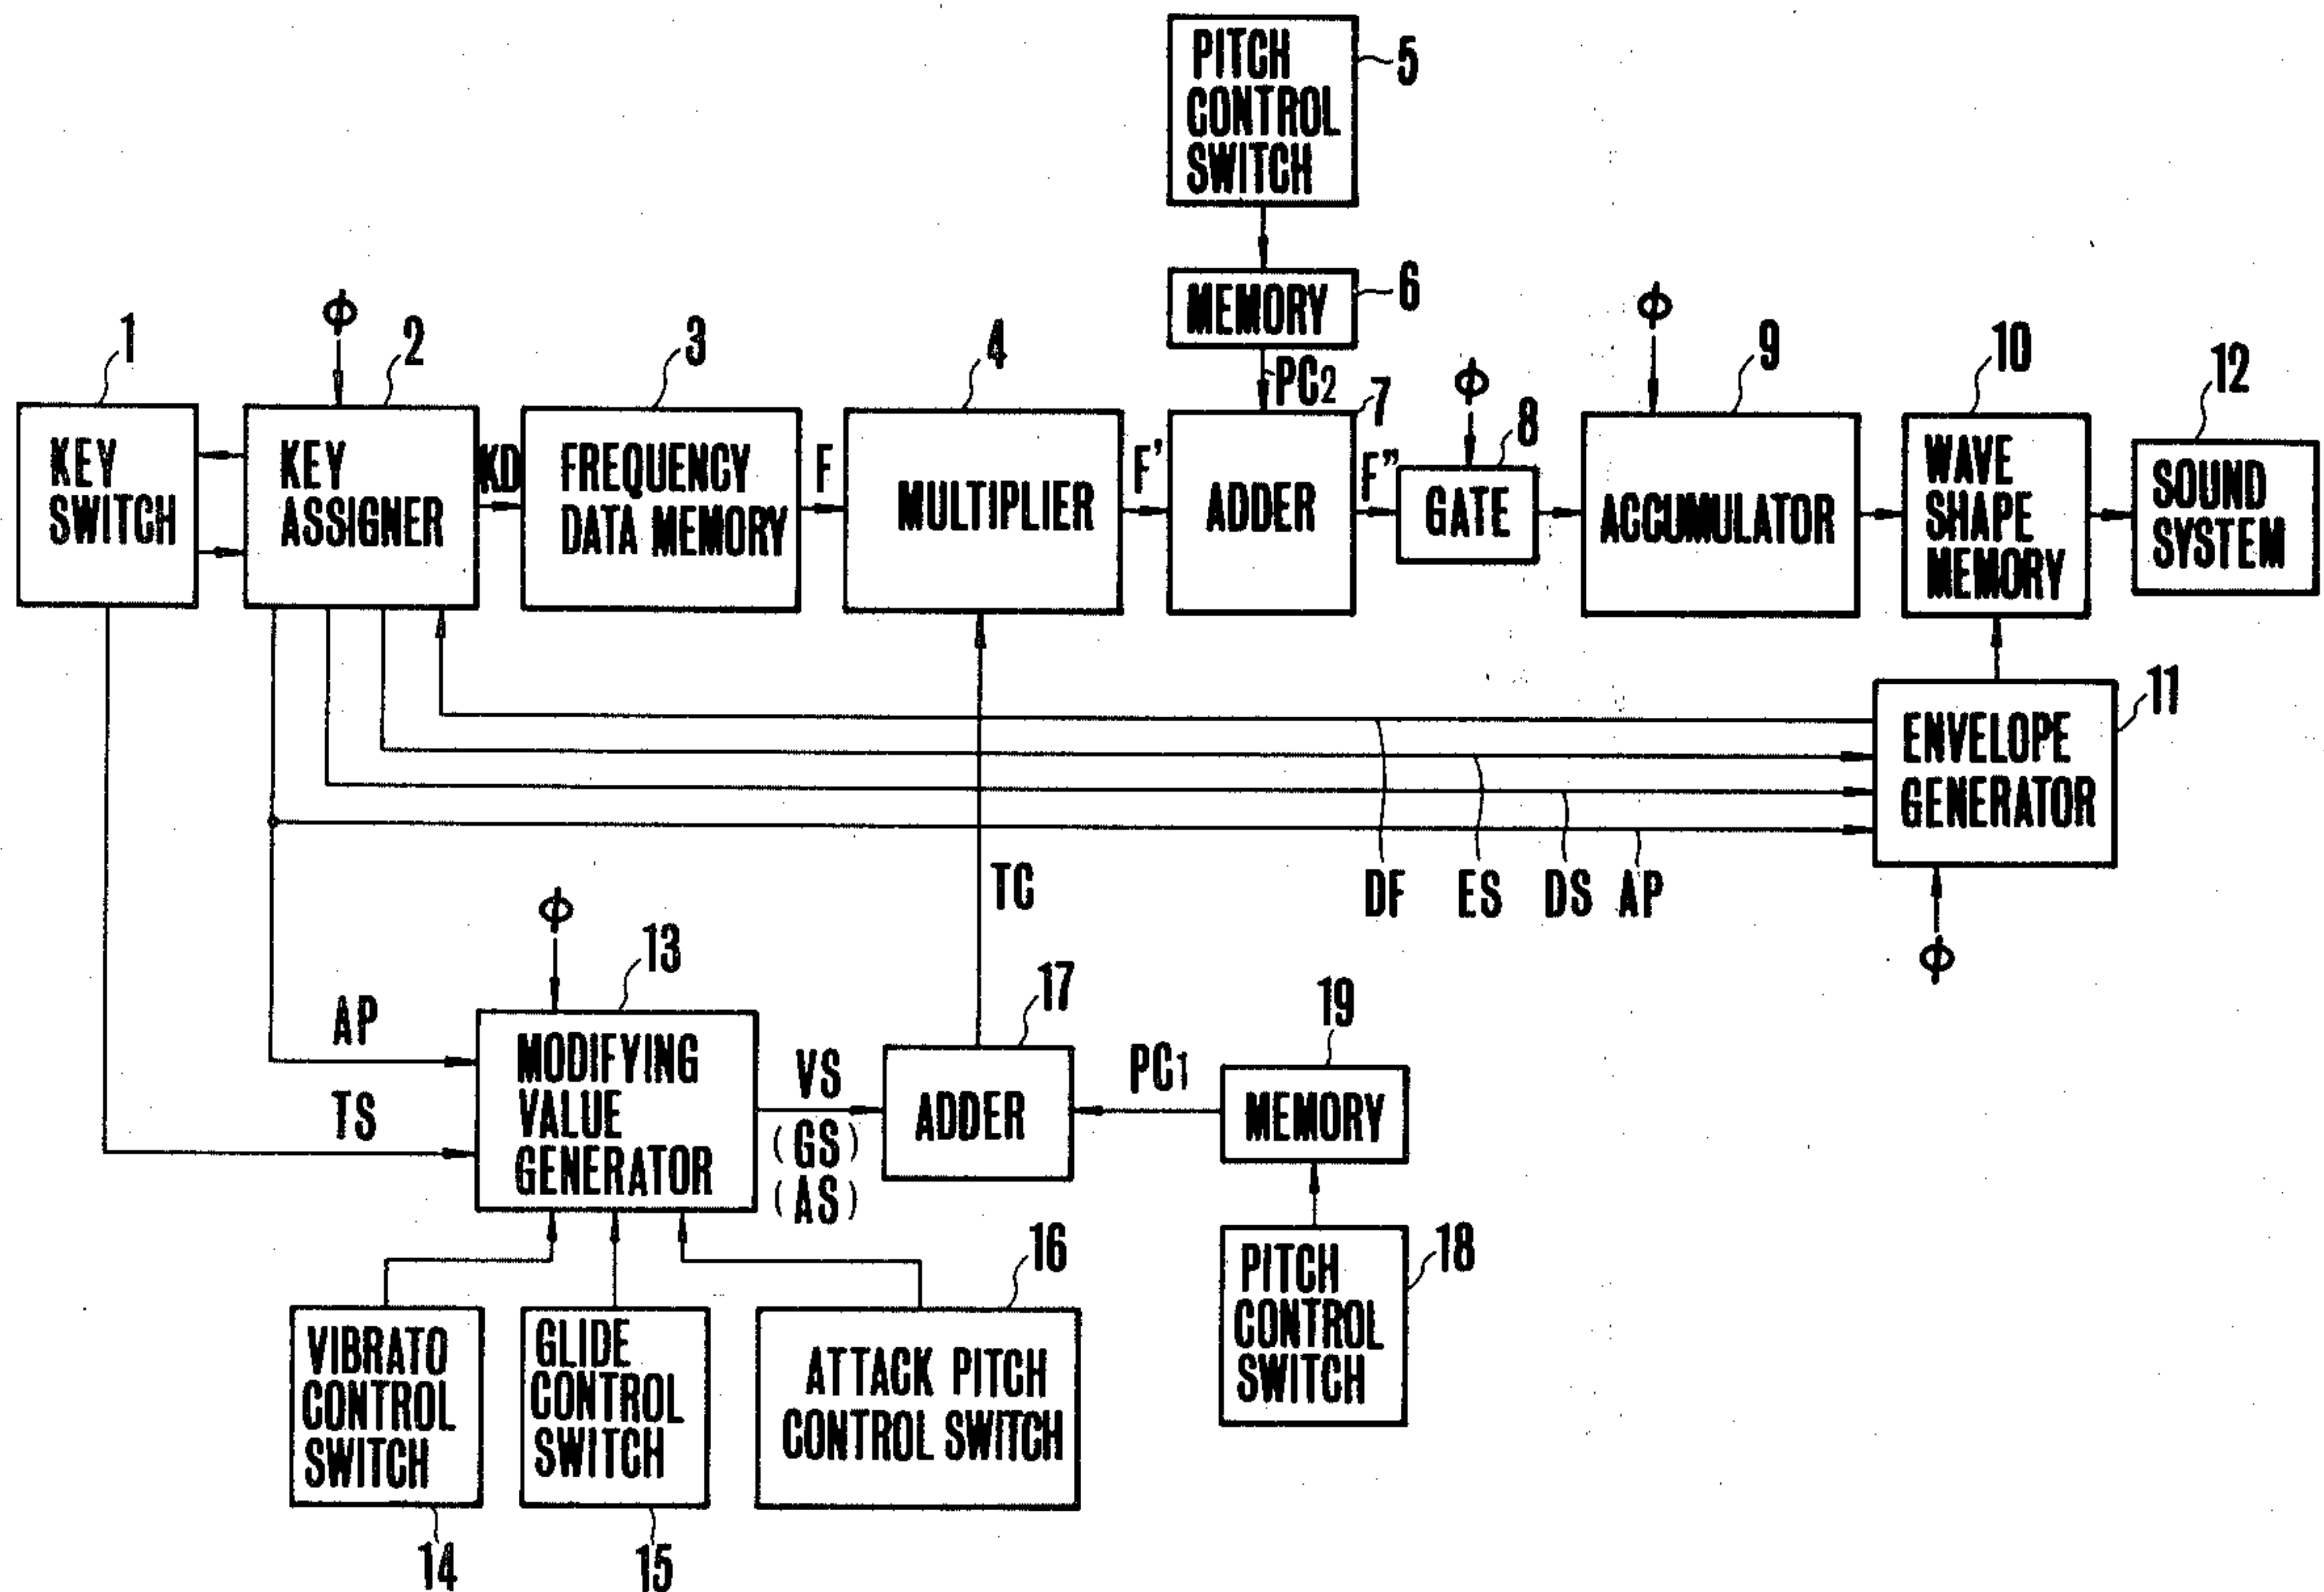 PITCH
CONTROL
SWITCH
5
MEMORY
6
PC2
1
KEY
SWITCH
ϕ
2
KEY
ASSIGNER
KD
3
FREQUENCY
DATA MEMORY
F
4
MULTIPLIER
F'
7
ADDER
F"
ϕ
8
GATE
ϕ
9
ACCUMULATOR
10
WAVE
SHAPE
MEMORY
12
SOUND
SYSTEM
11
ENVELOPE
GENERATOR
ϕ
DF
ES
DS
AP
TC
AP
TS
ϕ
13
MODIFYING
VALUE
GENERATOR
VS
(GS)
(AS)
17
ADDER
PC1
19
MEMORY
18
PITCH
CONTROL
SWITCH
VIBRATO
CONTROL
SWITCH
14
GLIDE
CONTROL
SWITCH
15
16
ATTACK PITCH
CONTROL SWITCH